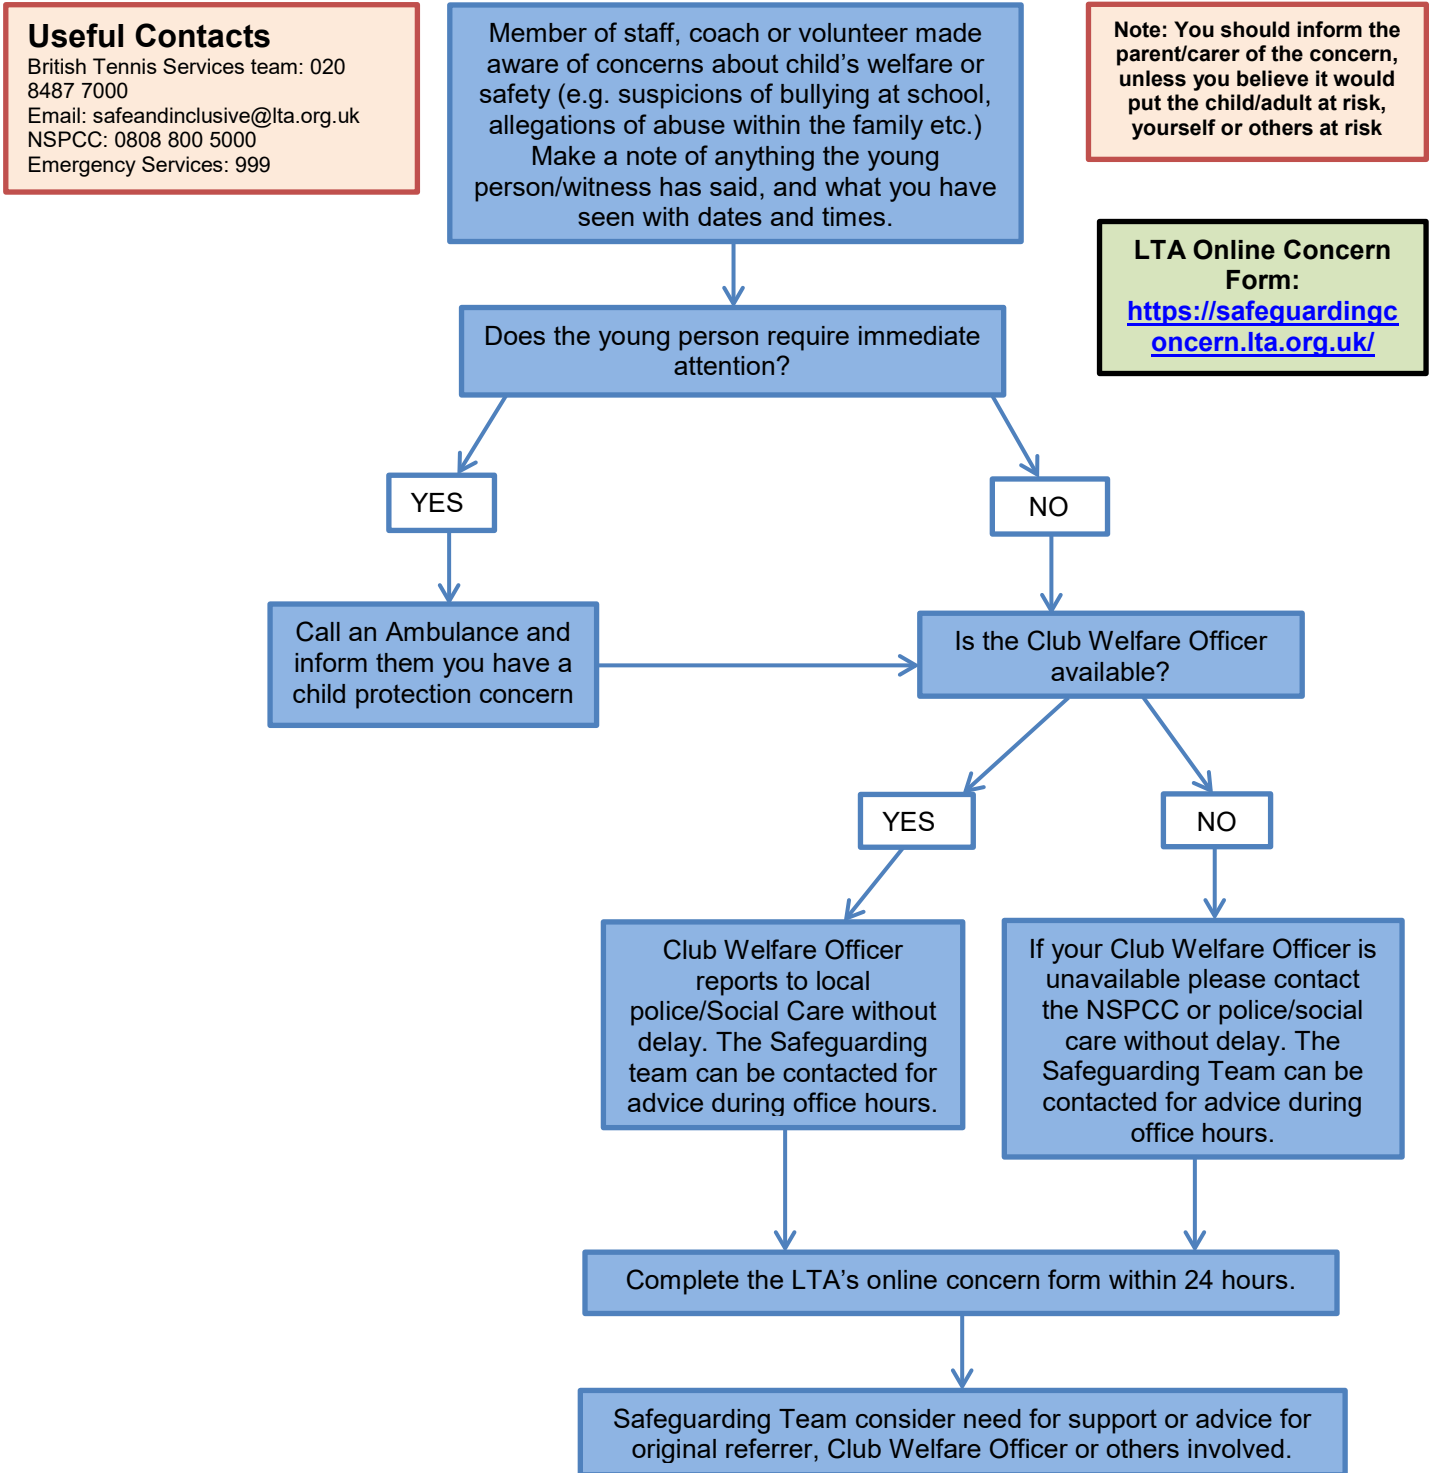 Useful Contacts
British Tennis Services team: 020
8487 7000
Email: safeandinclusive@lta.org.uk
NSPCC: 0808 800 5000
Emergency Services: 999
Member of staff, coach or volunteer made
aware of concerns about child’s welfare or
safety (e.g. suspicions of bullying at school,
allegations of abuse within the family etc.)
Make a note of anything the young
person/witness has said, and what you have
seen with dates and times.
Note: You should inform the
parent/carer of the concern,
unless you believe it would
put the child/adult at risk,
yourself or others at risk
LTA Online Concern
Form:
https://safeguardingc
oncern.lta.org.uk/
Does the young person require immediate
attention?
YES
NO
Call an Ambulance and
inform them you have a
child protection concern
Is the Club Welfare Officer
available?
YES
NO
Club Welfare Officer
reports to local
police/Social Care without
delay. The Safeguarding
team can be contacted for
advice during office hours.
If your Club Welfare Officer is
unavailable please contact
the NSPCC or police/social
care without delay. The
Safeguarding Team can be
contacted for advice during
office hours.
Complete the LTA’s online concern form within 24 hours.
Safeguarding Team consider need for support or advice for
original referrer, Club Welfare Officer or others involved.